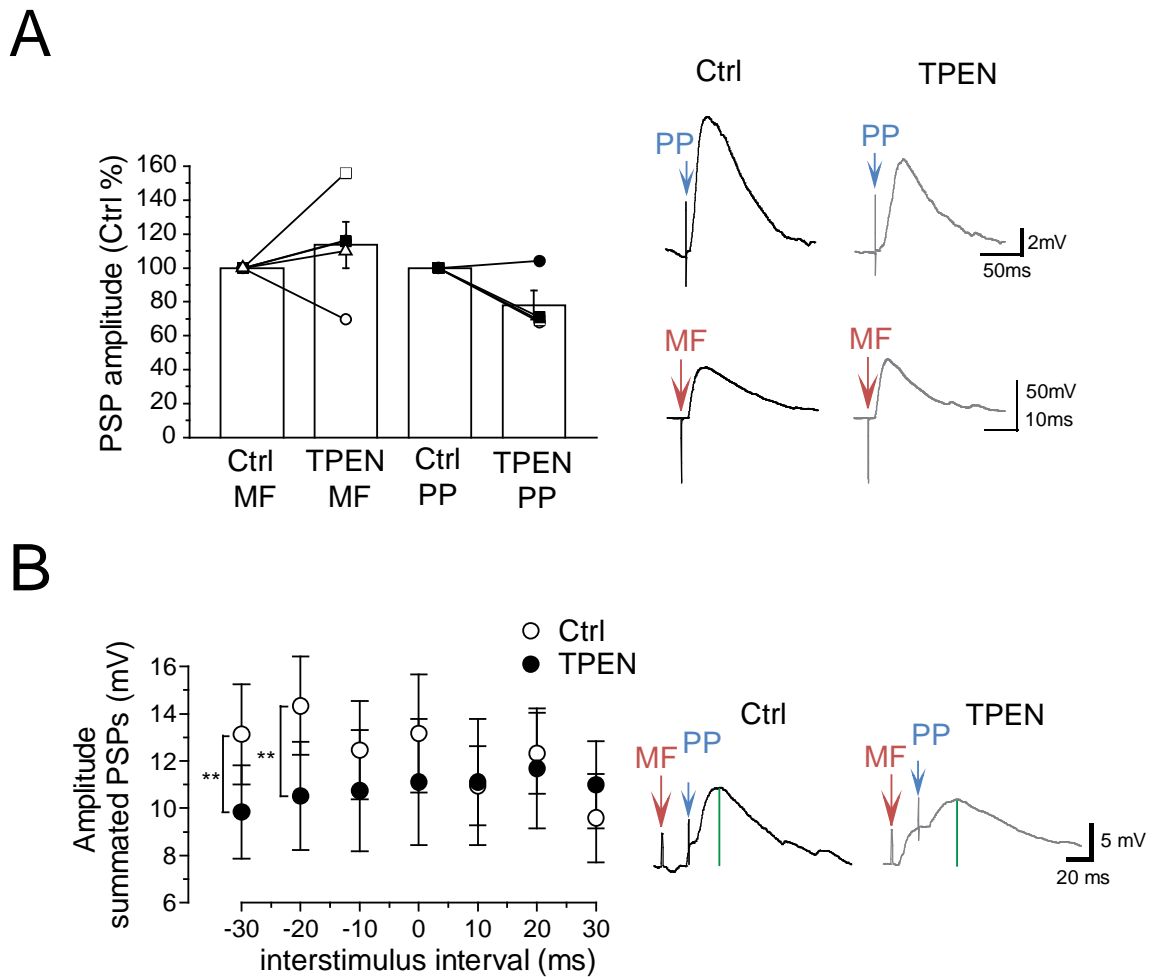 A
Ctrl
TPEN
PP
PP
2mV
50ms
PSP amplitude (Ctrl %)
160
140
120
100
80
60
40
20
0
Ctrl
MF
TPEN
MF
Ctrl
PP
TPEN
PP
MF
MF
50mV
10ms
B
Ctrl
TPEN
Amplitude
summated PSPs (mV)
16
14
12
10
8
6
**
**
-30
-20
-10
0
10
20
30
interstimulus interval (ms)
Ctrl
TPEN
MF
PP
MF
PP
5 mV
20 ms